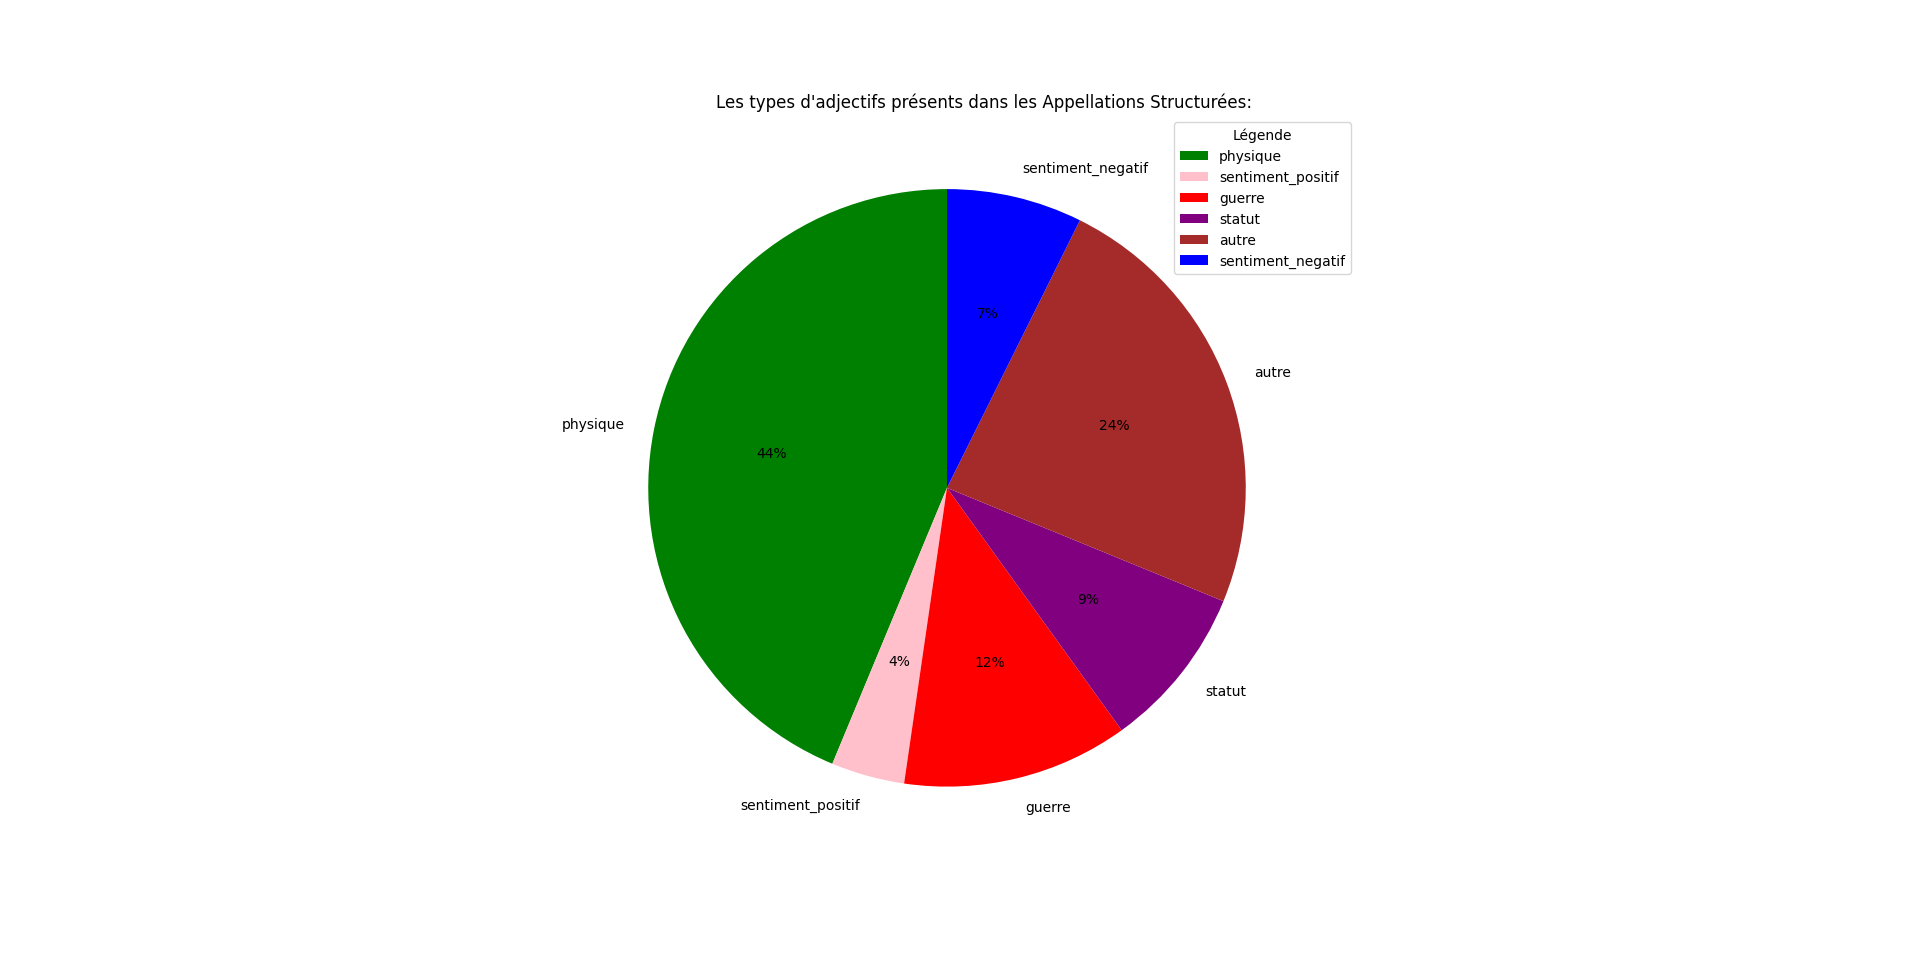 Les types d'adjectifs présents dans les Appellations Structurées:
Légende
physique
sentiment_positif
guerre
statut
autre
sentiment_negatif
sentiment_negatif
7%
autre
24%
physique
44%
9%
statut
4%
12%
sentiment_positif
guerre